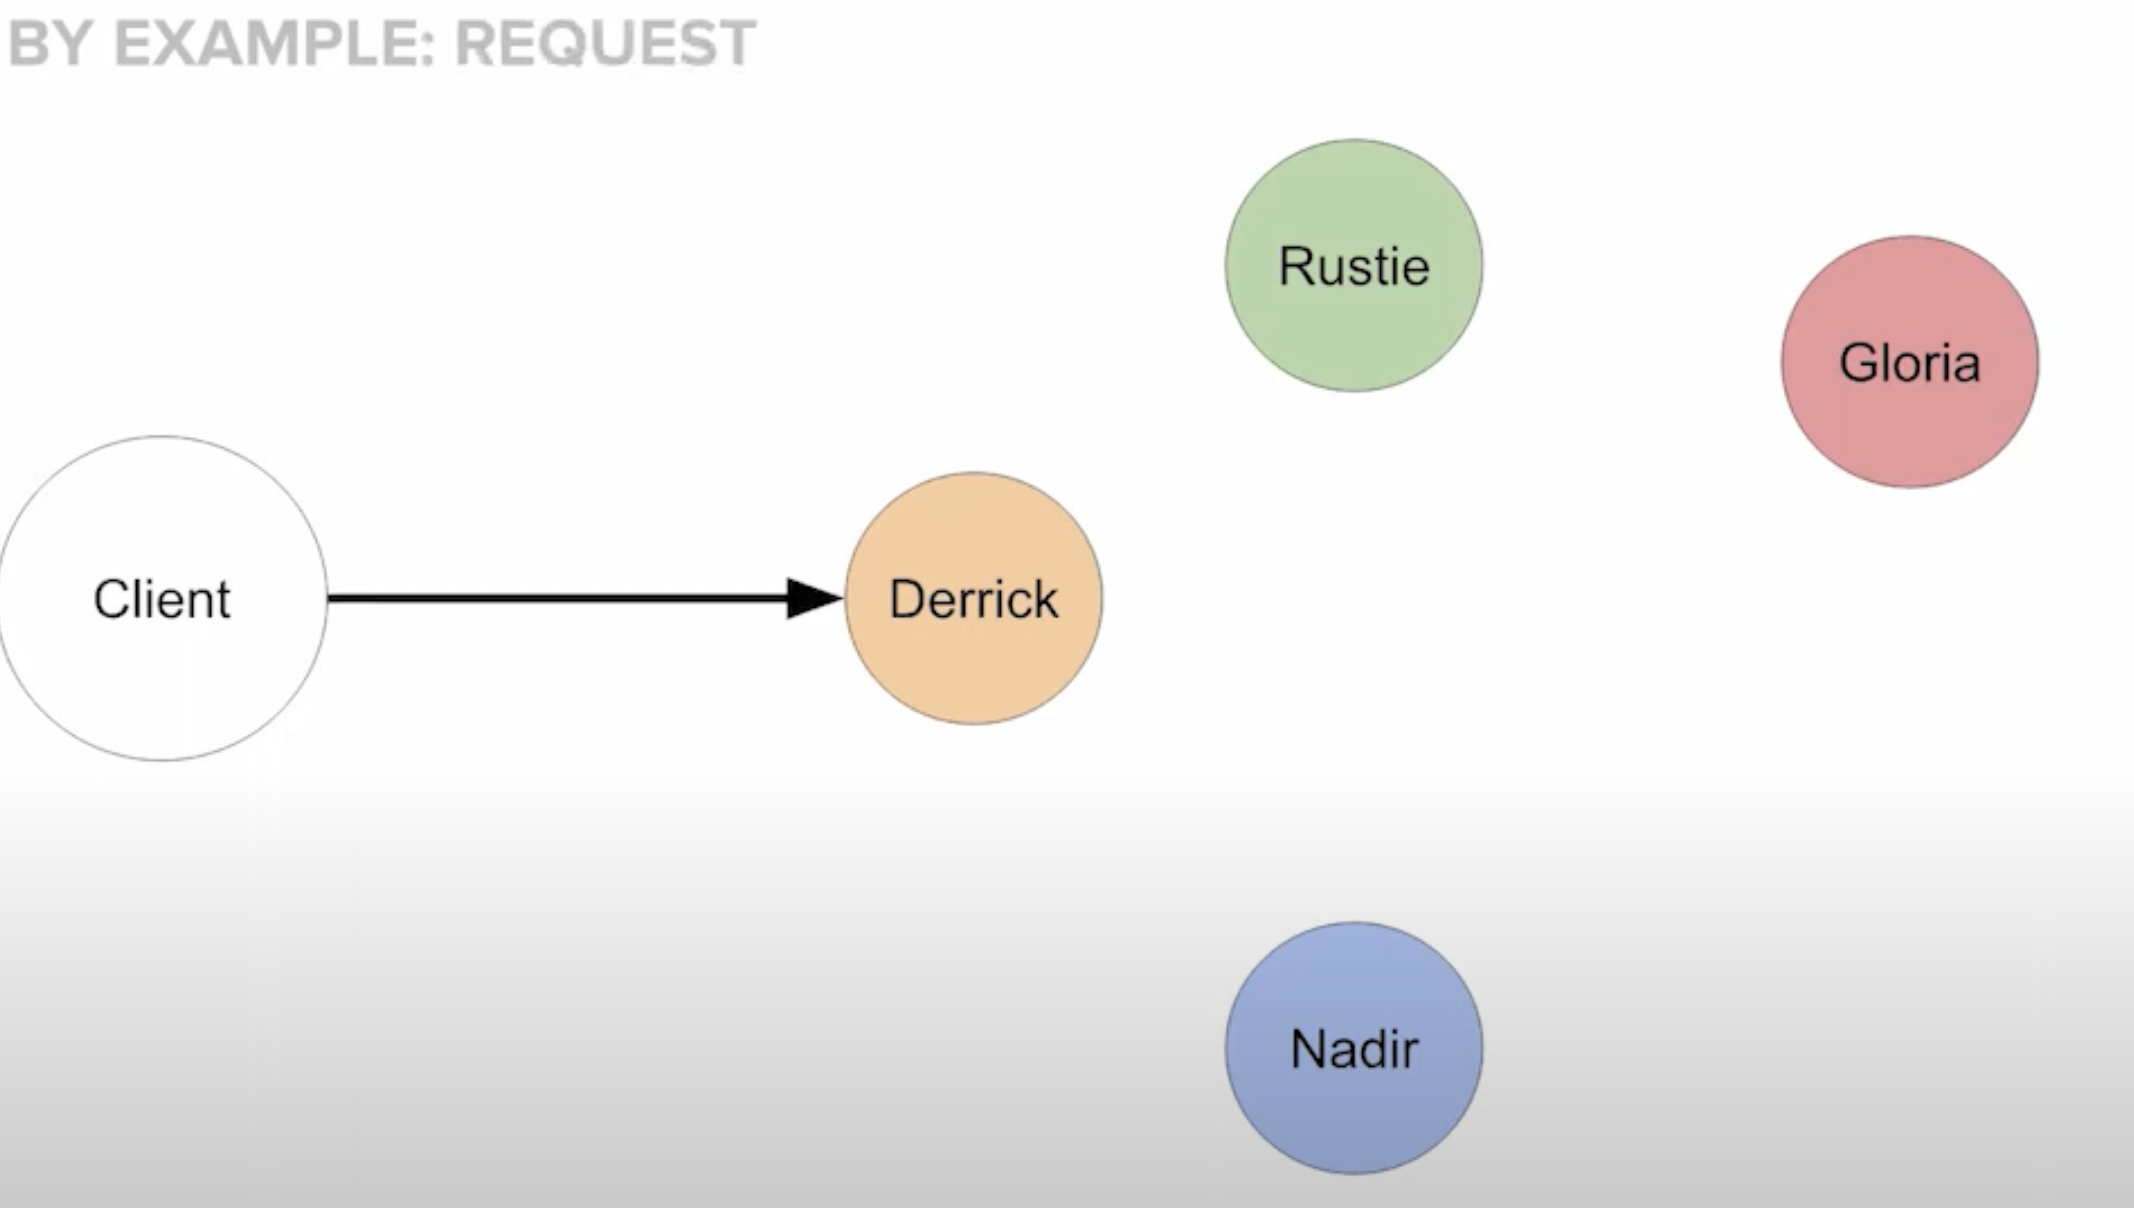 BY EXAMPLE: REQUEST
Rustie
Gloria
Client
Derrick
Nadir